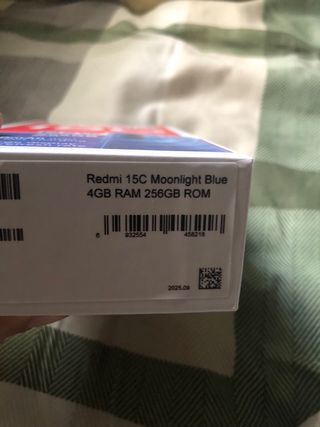 Redmi 15C Moonlight Blue
4GB RAM 256GB ROM
6 932554 458218
2025.09